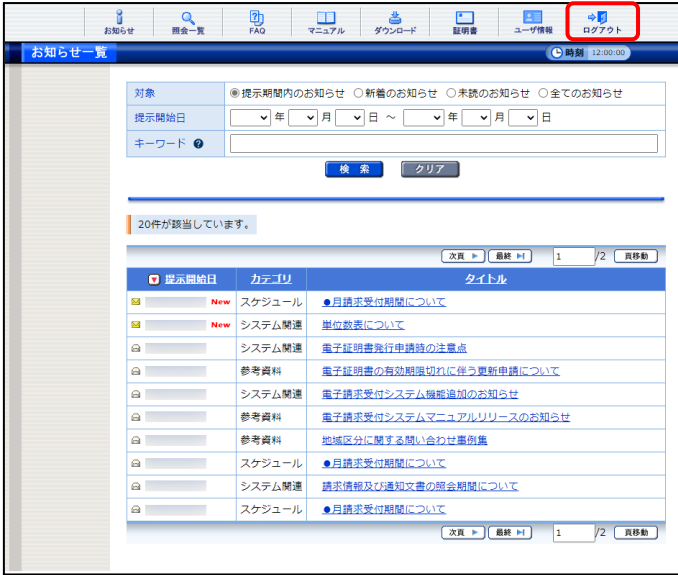 お知らせ 照会一覧 FAQ マニュアル ダウンロード 証明書 ユーザ情報 ログアウト
お知らせ一覧 時刻 12:00:00
対象 提示期間内のお知らせ 新着のお知らせ 未読のお知らせ 全てのお知らせ
提示開始日 年 月 日 ～ 年 月 日
キーワード ?
検 索 クリア
20件が該当しています。
次頁 最終 1 /2 頁移動
提示開始日 カテゴリ タイトル
New スケジュール ●月請求受付期間について
New システム関連 単位数表について
システム関連 電子証明書発行申請時の注意点
参考資料 電子証明書の有効期限切れに伴う更新申請について
システム関連 電子請求受付システム機能追加のお知らせ
参考資料 電子請求受付システムマニュアルリリースのお知らせ
参考資料 地域区分に関する問い合わせ事例集
スケジュール ●月請求受付期間について
システム関連 請求情報及び通知文書の照会期間について
スケジュール ●月請求受付期間について
次頁 最終 1 /2 頁移動